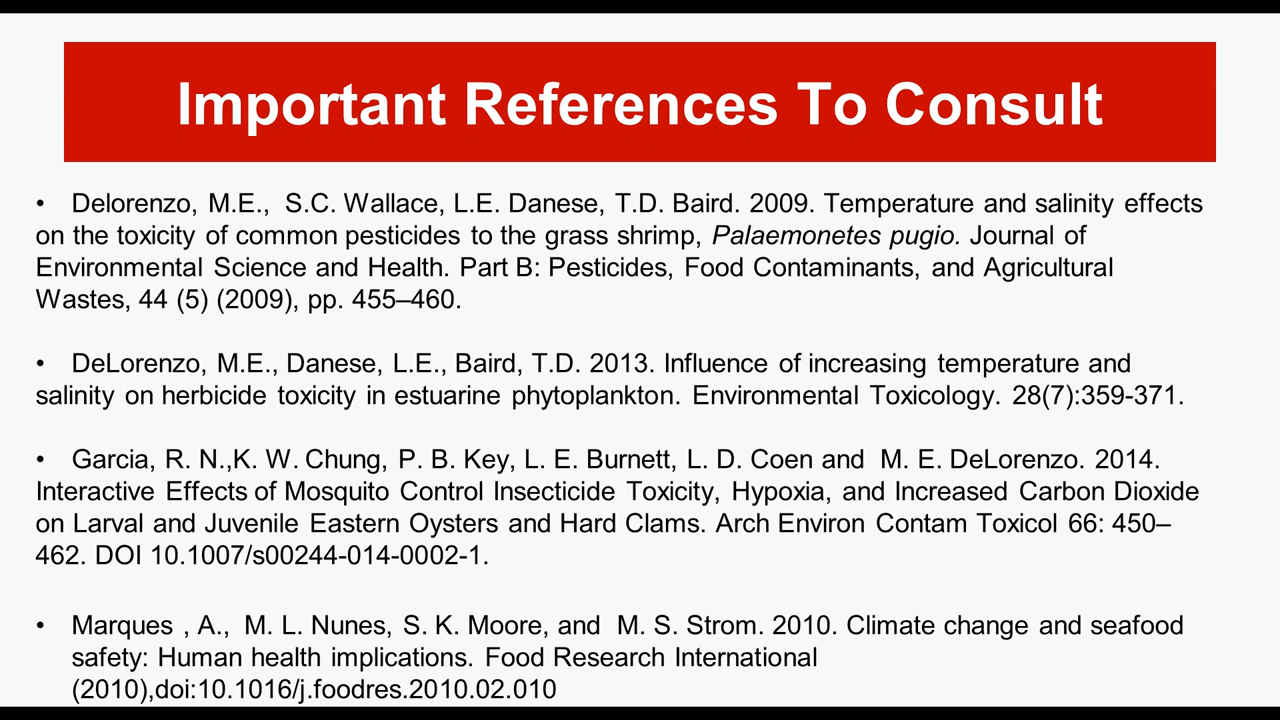 Important References To Consult
• Delorenzo, M.E., S.C. Wallace, L.E. Danese, T.D. Baird. 2009. Temperature and salinity effects
on the toxicity of common pesticides to the grass shrimp, Palaemonetes pugio. Journal of
Environmental Science and Health. Part B: Pesticides, Food Contaminants, and Agricultural
Wastes, 44 (5) (2009), pp. 455–460.
• DeLorenzo, M.E., Danese, L.E., Baird, T.D. 2013. Influence of increasing temperature and
salinity on herbicide toxicity in estuarine phytoplankton. Environmental Toxicology. 28(7):359-371.
• Garcia, R. N.,K. W. Chung, P. B. Key, L. E. Burnett, L. D. Coen and M. E. DeLorenzo. 2014.
Interactive Effects of Mosquito Control Insecticide Toxicity, Hypoxia, and Increased Carbon Dioxide
on Larval and Juvenile Eastern Oysters and Hard Clams. Arch Environ Contam Toxicol 66: 450–
462. DOI 10.1007/s00244-014-0002-1.
• Marques , A., M. L. Nunes, S. K. Moore, and M. S. Strom. 2010. Climate change and seafood
safety: Human health implications. Food Research International
(2010),doi:10.1016/j.foodres.2010.02.010